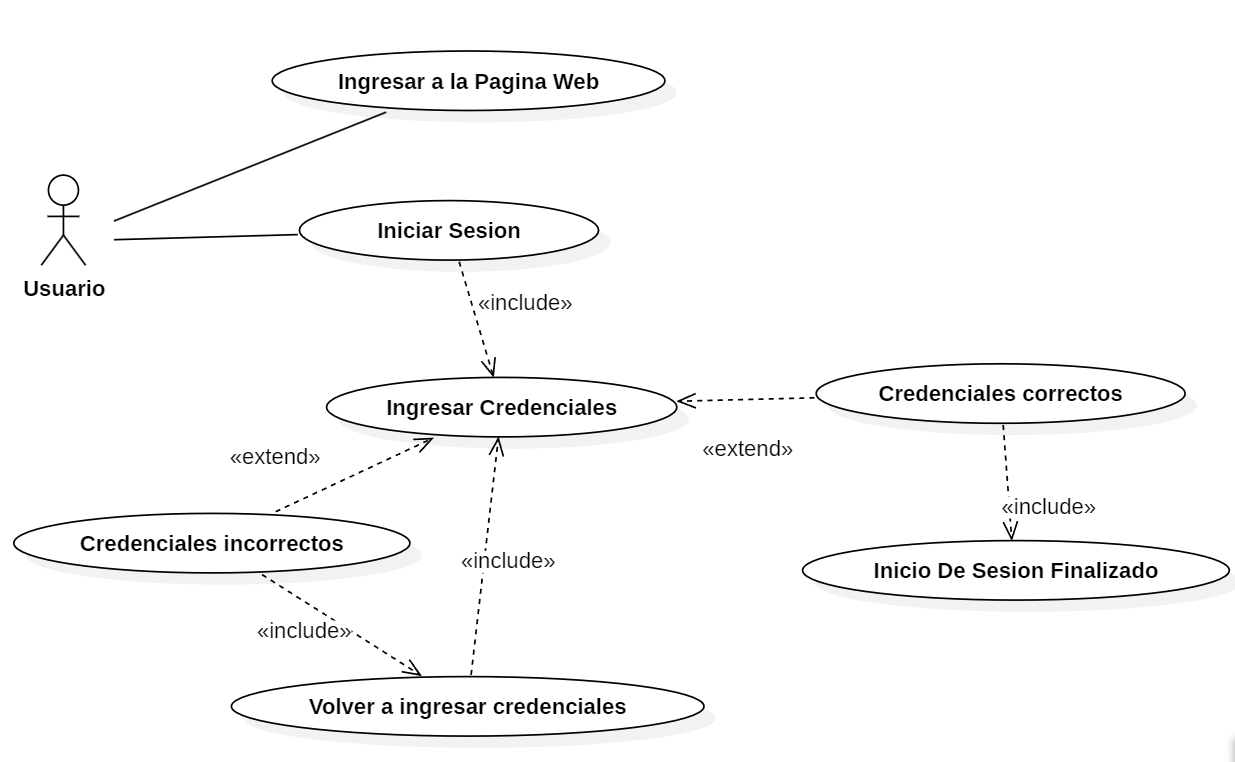 Ingresar a la Pagina Web
Iniciar Sesion
Usuario
«include»
Ingresar Credenciales
Credenciales correctos
«extend»
«extend»
«include»
Credenciales incorrectos
«include»
Inicio De Sesion Finalizado
«include»
Volver a ingresar credenciales